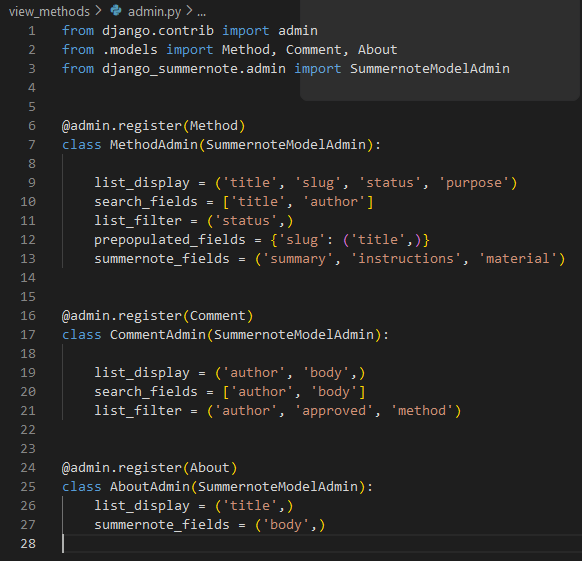 view_methods > admin.py > ...
1 from django.contrib import admin
2 from .models import Method, Comment, About
3 from django_summernote.admin import SummernoteModelAdmin
4
5
6 @admin.register(Method)
7 class MethodAdmin(SummernoteModelAdmin):
8
9     list_display = ('title', 'slug', 'status', 'purpose')
10     search_fields = ['title', 'author']
11     list_filter = ('status',)
12     prepopulated_fields = {'slug': ('title',)}
13     summernote_fields = ('summary', 'instructions', 'material')
14
15
16 @admin.register(Comment)
17 class CommentAdmin(SummernoteModelAdmin):
18
19     list_display = ('author', 'body',)
20     search_fields = ['author', 'body']
21     list_filter = ('author', 'approved', 'method')
22
23
24 @admin.register(About)
25 class AboutAdmin(SummernoteModelAdmin):
26     list_display = ('title',)
27     summernote_fields = ('body',)
28